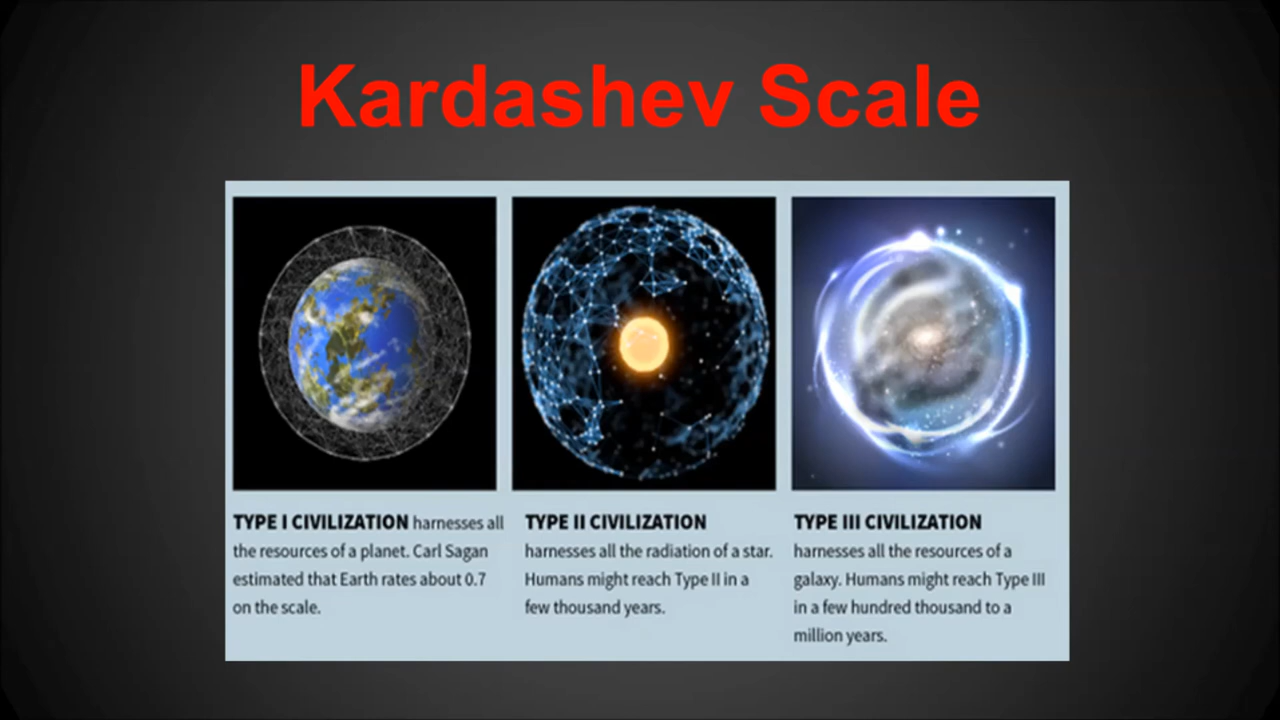 Kardashev Scale
TYPE I CIVILIZATION harnesses all
the resources of a planet. Carl Sagan
estimated that Earth rates about 0.7
on the scale.
TYPE II CIVILIZATION
harnesses all the radiation of a star.
Humans might reach Type II in a
few thousand years.
TYPE III CIVILIZATION
harnesses all the resources of a
galaxy. Humans might reach Type III
in a few hundred thousand to a
million years.